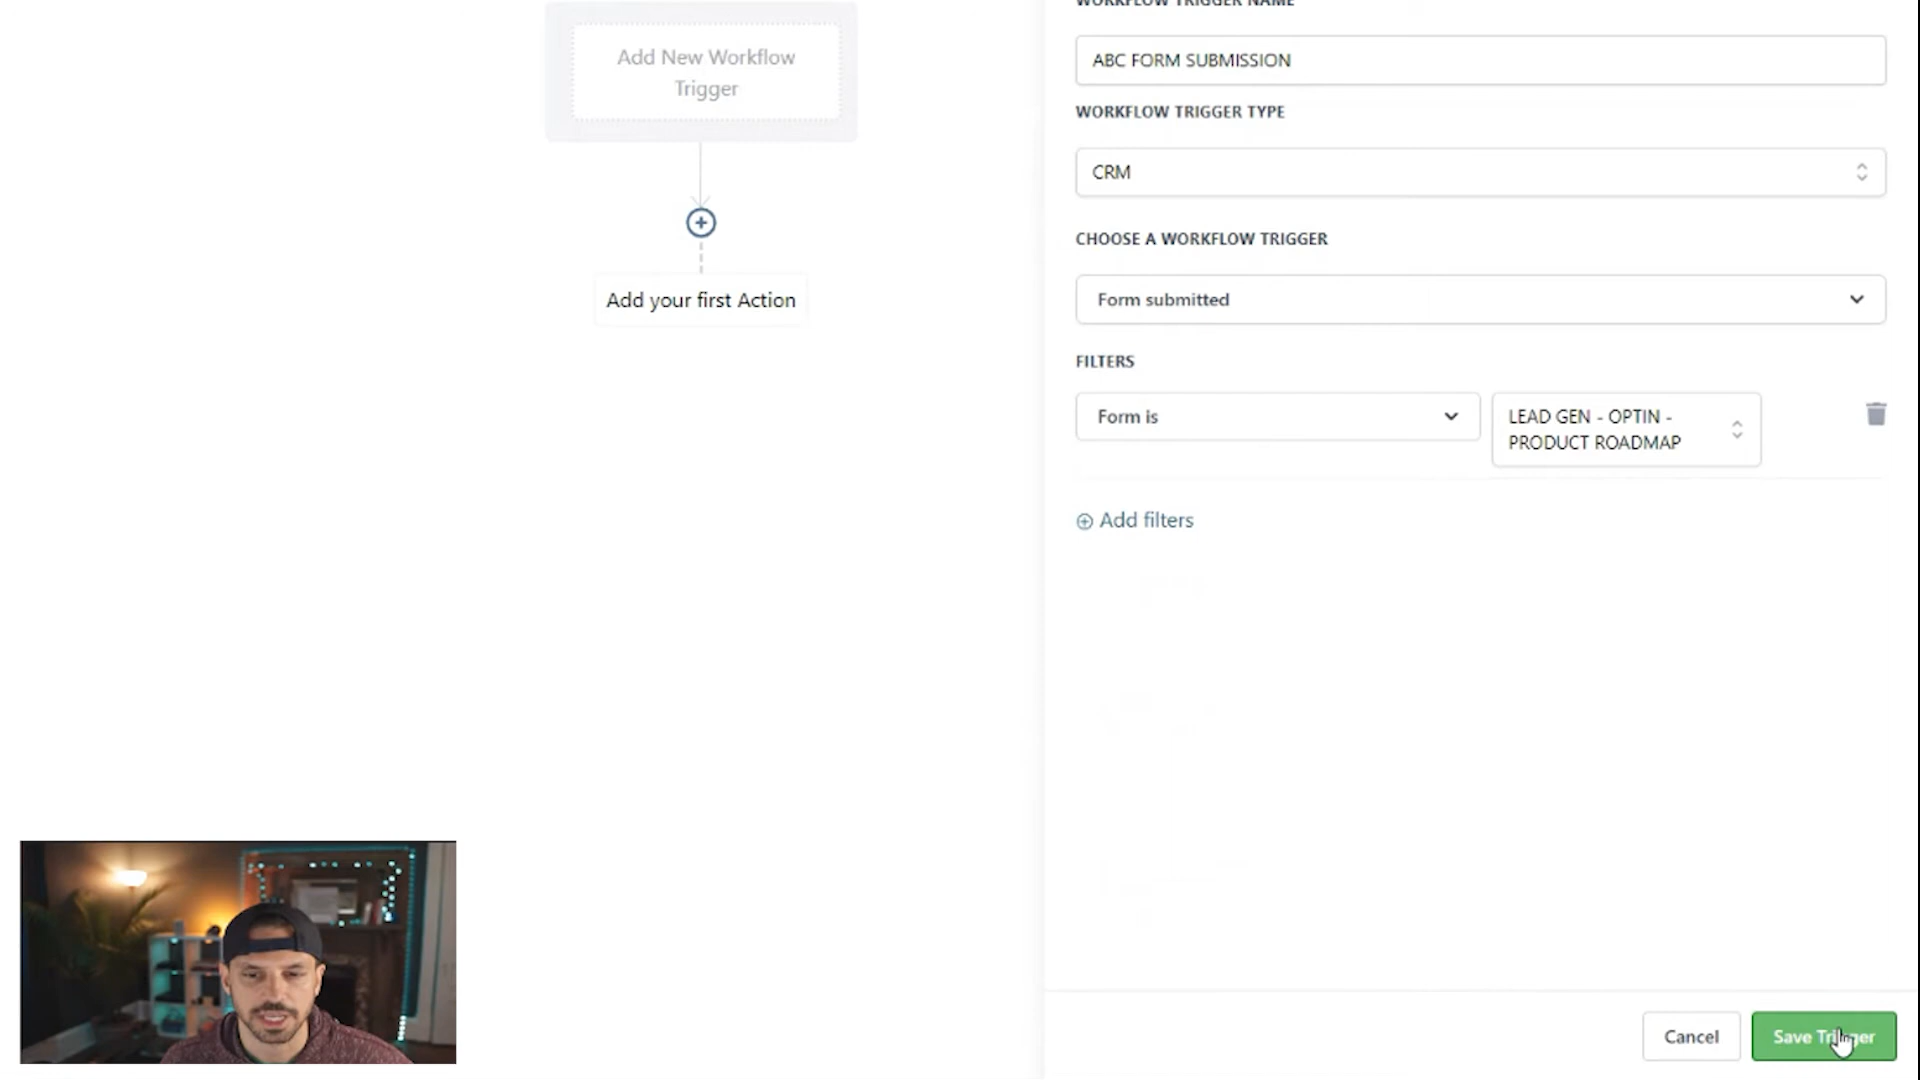 Add New Workflow
Trigger
Add your first Action
WORKFLOW TRIGGER NAME
ABC FORM SUBMISSION
WORKFLOW TRIGGER TYPE
CRM
CHOOSE A WORKFLOW TRIGGER
Form submitted
FILTERS
Form is
LEAD GEN - OPTIN -
PRODUCT ROADMAP
Add filters
Cancel
Save Trigger